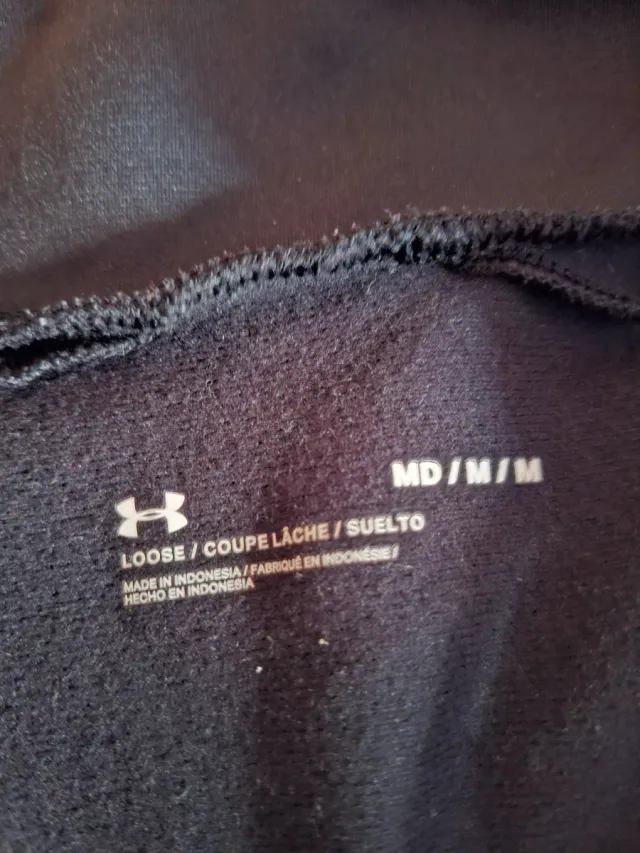 MD / M / M
LOOSE / COUPE LÂCHE / SUELTO
MADE IN INDONESIA / FABRIQUÉ EN INDONÉSIE /
HECHO EN INDONESIA